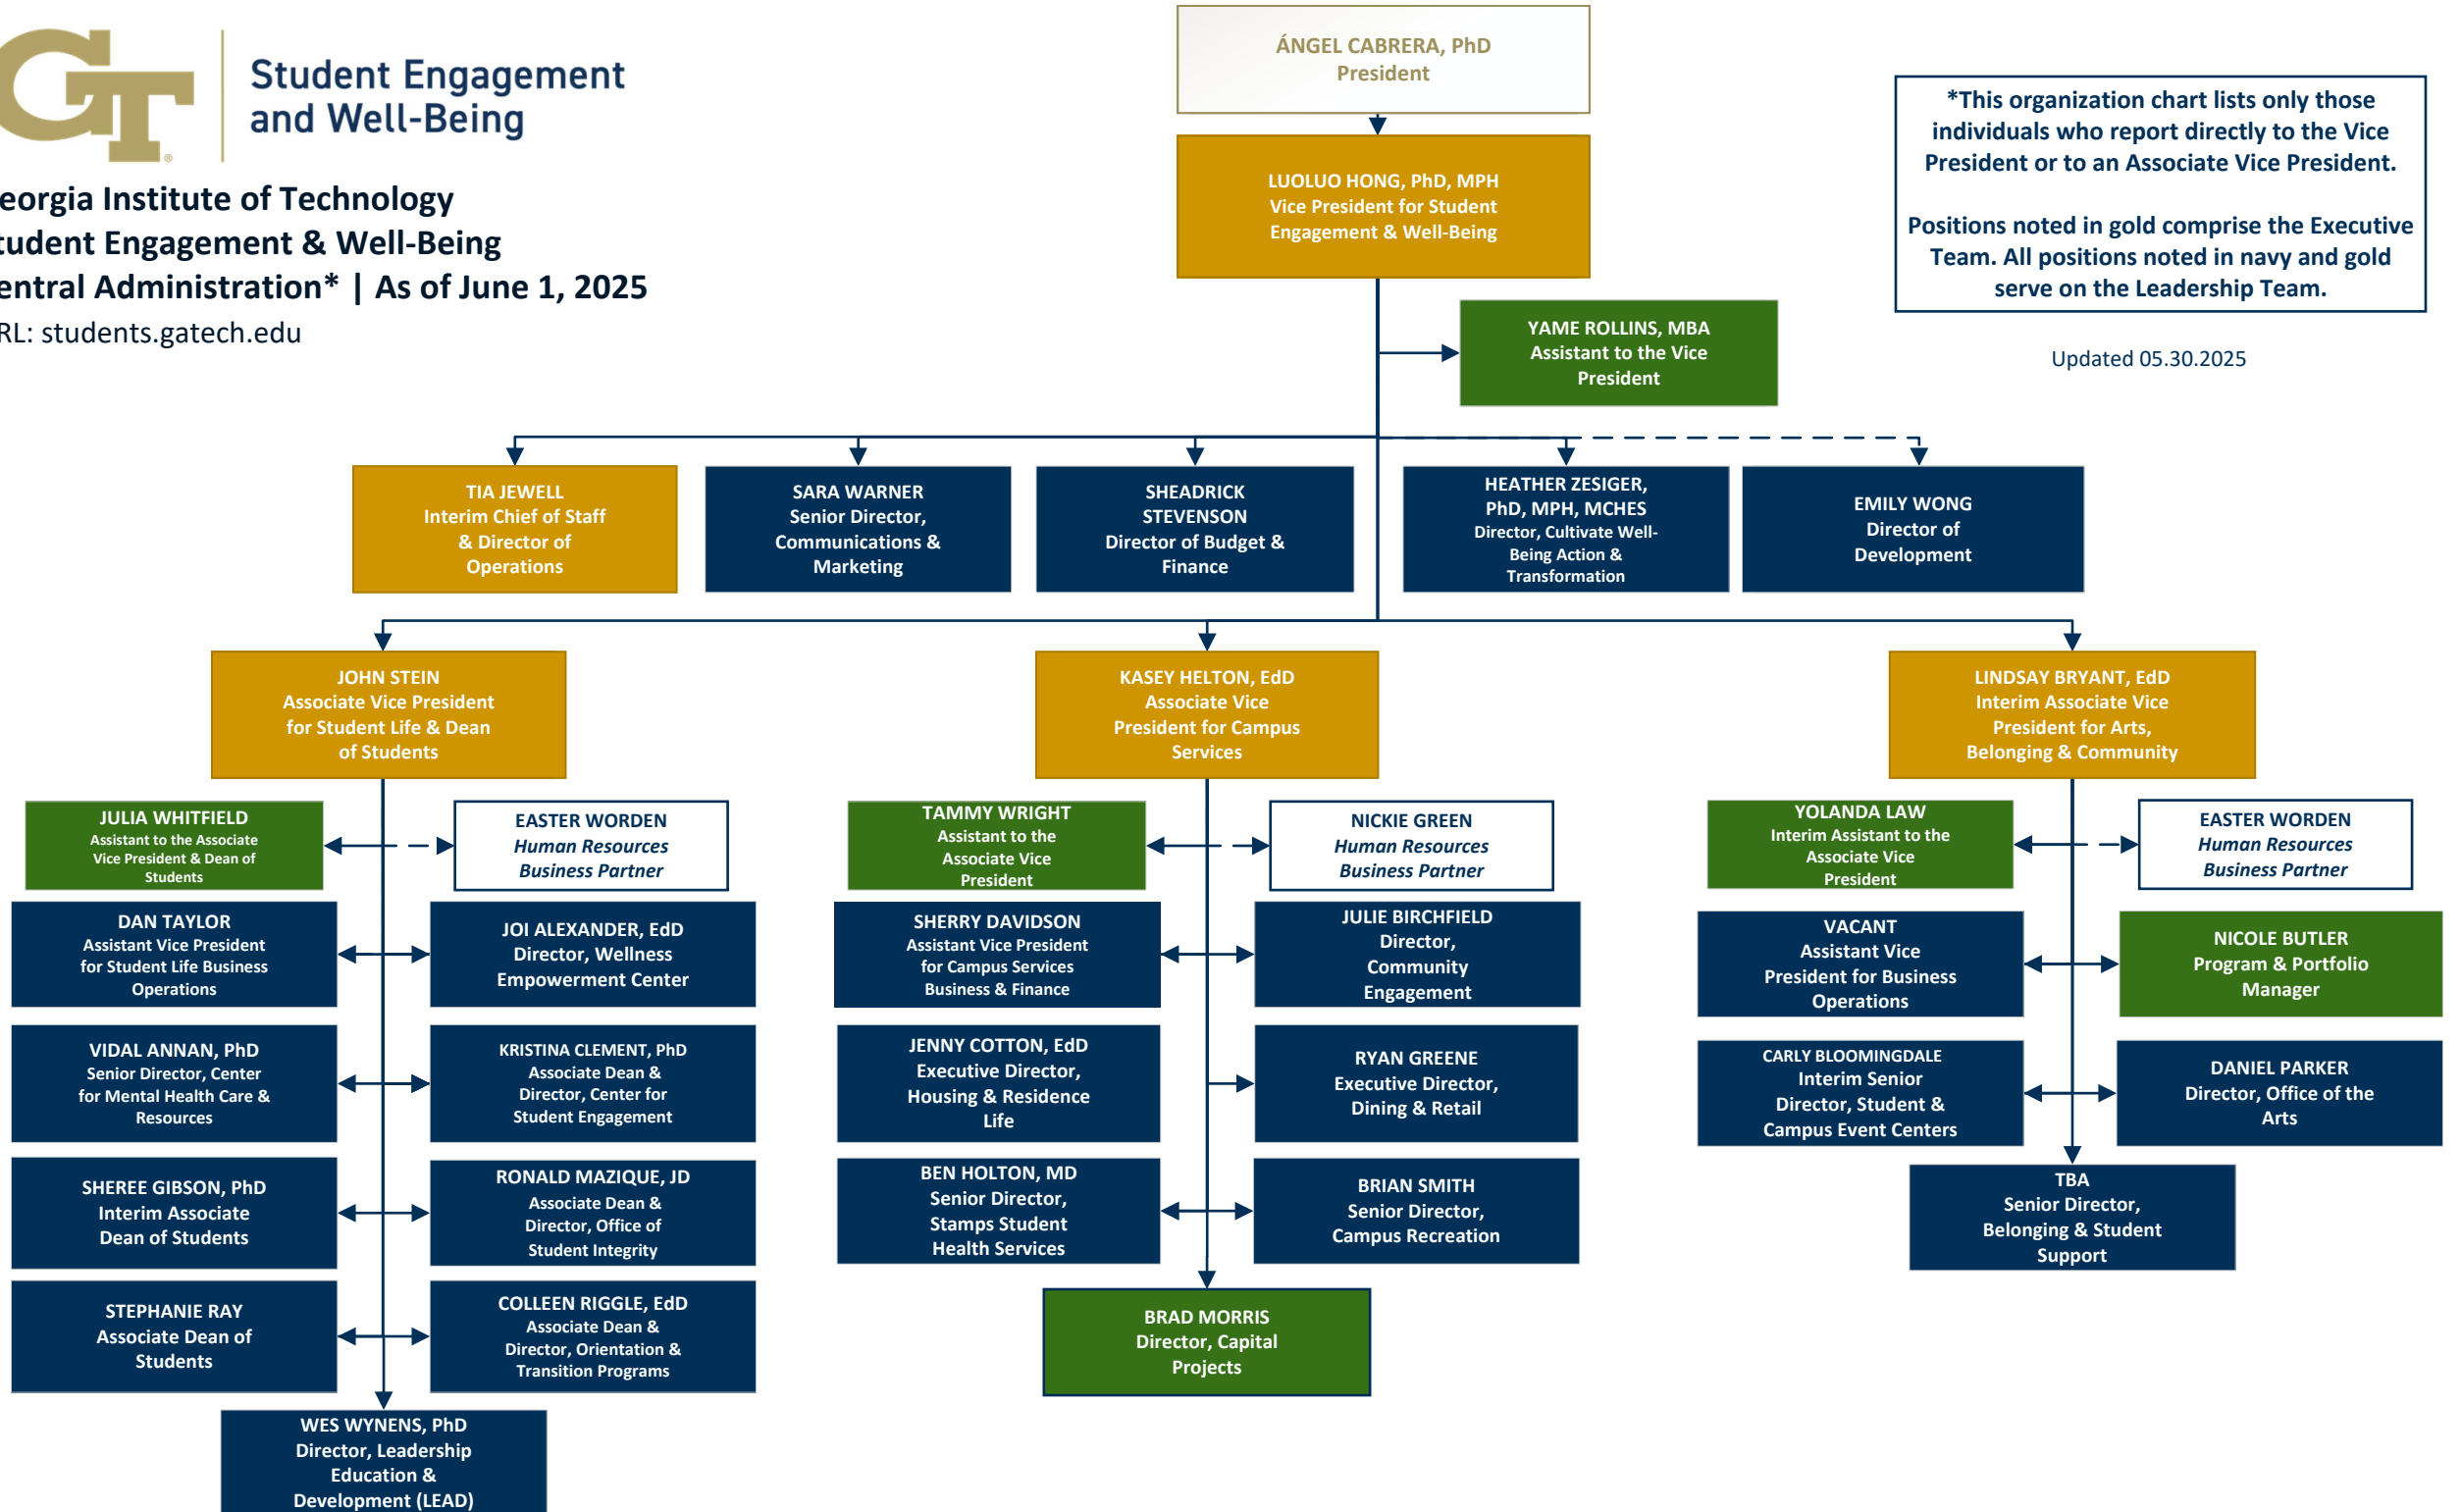 GT
®
Student Engagement
and Well-Being
eorgia Institute of Technology
tudent Engagement & Well-Being
entral Administration* | As of June 1, 2025
RL: students.gatech.edu
ÁNGEL CABRERA, PhD
President
LUOLUO HONG, PhD, MPH
Vice President for Student
Engagement & Well-Being
*This organization chart lists only those
individuals who report directly to the Vice
President or to an Associate Vice President.
Positions noted in gold comprise the Executive
Team. All positions noted in navy and gold
serve on the Leadership Team.
Updated 05.30.2025
YAME ROLLINS, MBA
Assistant to the Vice
President
TIA JEWELL
Interim Chief of Staff
& Director of
Operations
SARA WARNER
Senior Director,
Communications &
Marketing
SHEADRICK
STEVENSON
Director of Budget &
Finance
HEATHER ZESIGER,
PhD, MPH, MCHES
Director, Cultivate Well-
Being Action &
Transformation
EMILY WONG
Director of
Development
JOHN STEIN
Associate Vice President
for Student Life & Dean
of Students
KASEY HELTON, EdD
Associate Vice
President for Campus
Services
LINDSAY BRYANT, EdD
Interim Associate Vice
President for Arts,
Belonging & Community
JULIA WHITFIELD
Assistant to the Associate
Vice President & Dean of
Students
EASTER WORDEN
Human Resources
Business Partner
DAN TAYLOR
Assistant Vice President
for Student Life Business
Operations
JOI ALEXANDER, EdD
Director, Wellness
Empowerment Center
VIDAL ANNAN, PhD
Senior Director, Center
for Mental Health Care &
Resources
KRISTINA CLEMENT, PhD
Associate Dean &
Director, Center for
Student Engagement
SHEREE GIBSON, PhD
Interim Associate
Dean of Students
RONALD MAZIQUE, JD
Associate Dean &
Director, Office of
Student Integrity
STEPHANIE RAY
Associate Dean of
Students
COLLEEN RIGGLE, EdD
Associate Dean &
Director, Orientation &
Transition Programs
WES WYNENS, PhD
Director, Leadership
Education &
Development (LEAD)
TAMMY WRIGHT
Assistant to the
Associate Vice
President
NICKIE GREEN
Human Resources
Business Partner
SHERRY DAVIDSON
Assistant Vice President
for Campus Services
Business & Finance
JULIE BIRCHFIELD
Director,
Community
Engagement
JENNY COTTON, EdD
Executive Director,
Housing & Residence
Life
RYAN GREENE
Executive Director,
Dining & Retail
BEN HOLTON, MD
Senior Director,
Stamps Student
Health Services
BRIAN SMITH
Senior Director,
Campus Recreation
BRAD MORRIS
Director, Capital
Projects
YOLANDA LAW
Interim Assistant to the
Associate Vice
President
EASTER WORDEN
Human Resources
Business Partner
VACANT
Assistant Vice
President for Business
Operations
NICOLE BUTLER
Program & Portfolio
Manager
CARLY BLOOMINGDALE
Interim Senior
Director, Student &
Campus Event Centers
DANIEL PARKER
Director, Office of the
Arts
TBA
Senior Director,
Belonging & Student
Support